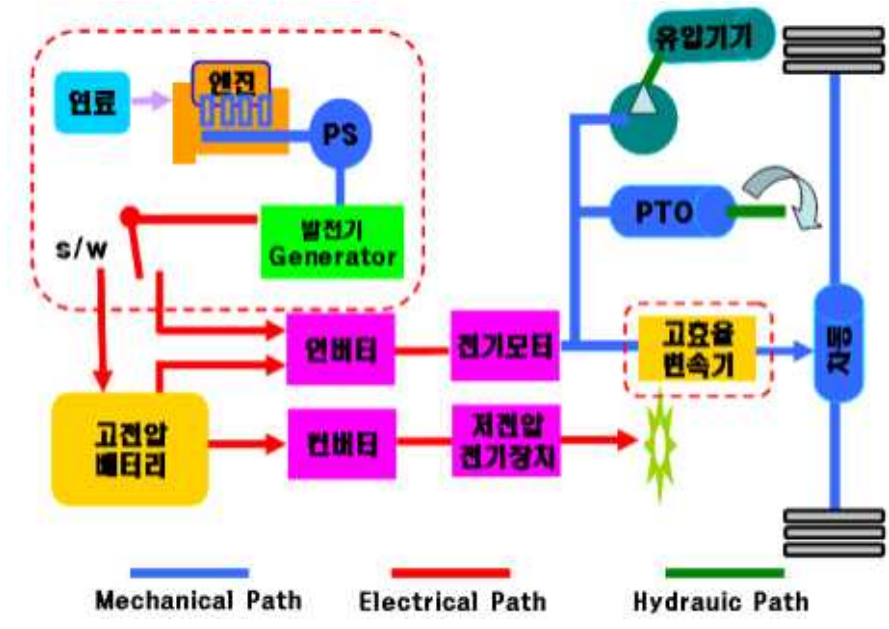 유압기기
연료
엔진
PS
PTO
발전기
Generator
s/w
인버터
전기모터
고효율
변속기
고전압
배터리
컨버터
저전압
전기장치
Mechanical Path
Electrical Path
Hydrauic Path